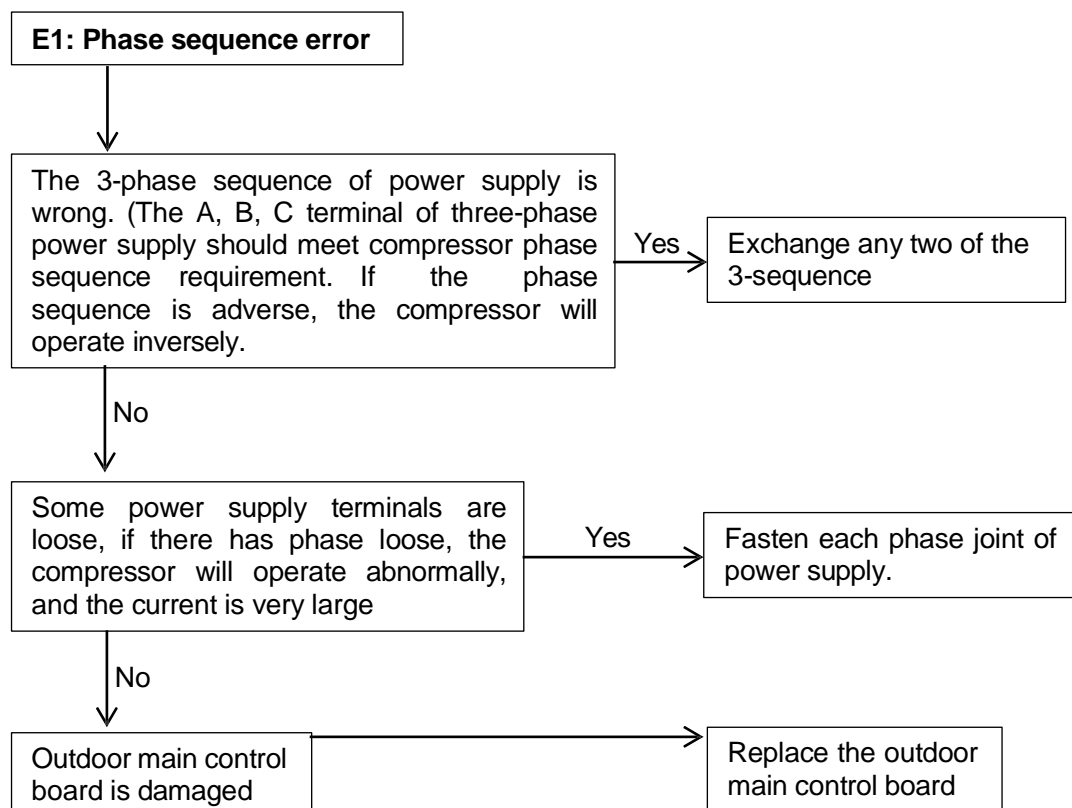 E1: Phase sequence error
The 3-phase sequence of power supply is
wrong. (The A, B, C terminal of three-phase
power supply should meet compressor phase
sequence requirement. If the phase
sequence is adverse, the compressor will
operate inversely.
Yes
Exchange any two of the
3-sequence
No
Some power supply terminals are
loose, if there has phase loose, the
compressor will operate abnormally,
and the current is very large
Yes
Fasten each phase joint of
power supply.
No
Outdoor main control
board is damaged
Replace the outdoor
main control board